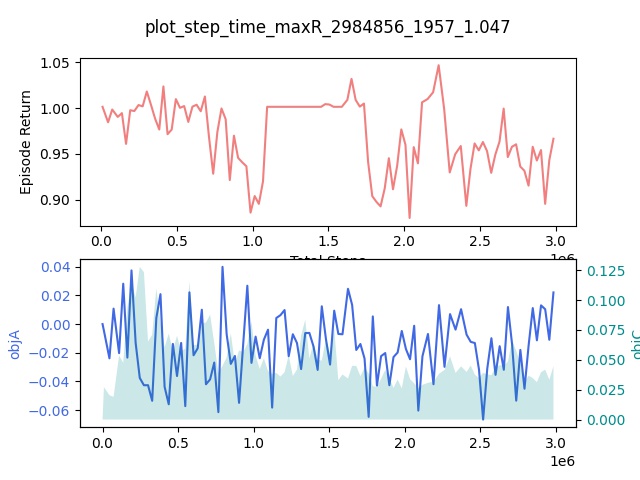 plot_step_time_maxR_2984856_1957_1.047
1.05
1.00
0.95
0.90
Episode Return
0.0 0.5 1.0 1.5 2.0 2.5 3.0
1e6
Total Steps
0.04
0.02
0.00
−0.02
−0.04
−0.06
objA
0.125
0.100
0.075
0.050
0.025
0.000
objC
0.0 0.5 1.0 1.5 2.0 2.5 3.0
1e6